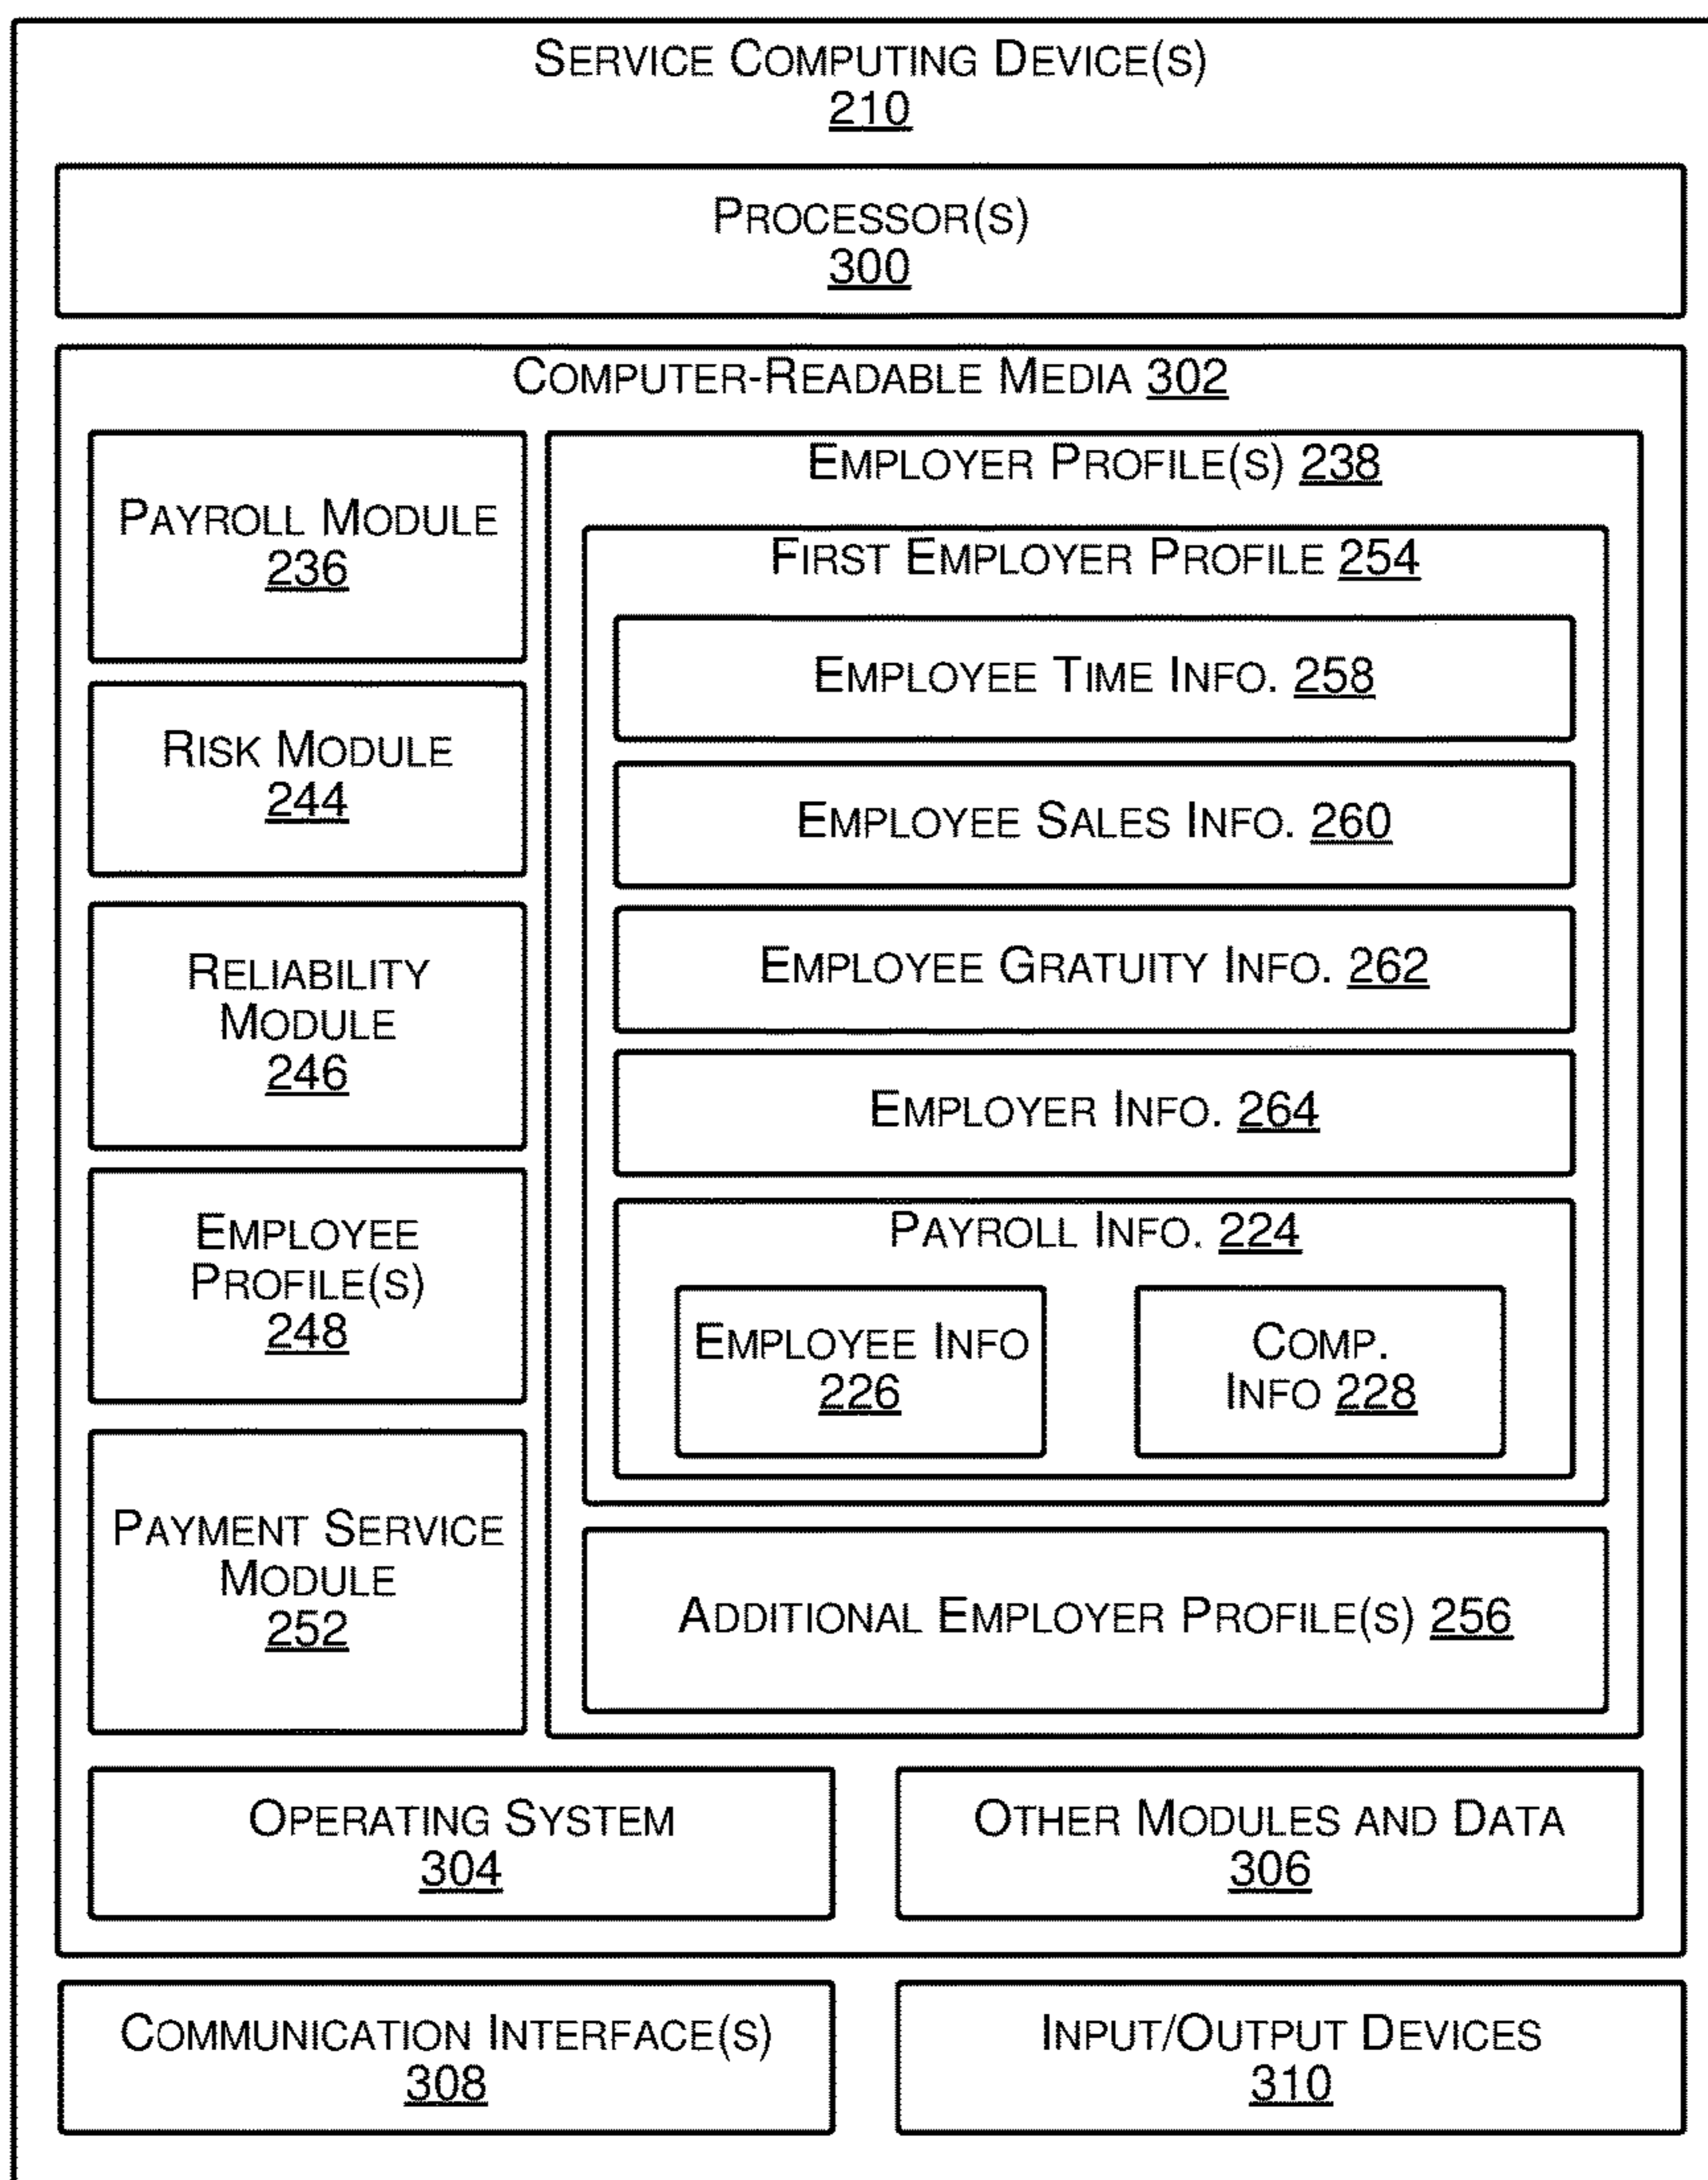 SERVICE COMPUTING DEVICE(S)
210
PROCESSOR(S)
300
COMPUTER-READABLE MEDIA 302
PAYROLL MODULE
236
RISK MODULE
244
RELIABILITY
MODULE
246
EMPLOYEE
PROFILE(S)
248
PAYMENT SERVICE
MODULE
252
EMPLOYER PROFILE(S) 238
FIRST EMPLOYER PROFILE 254
EMPLOYEE TIME INFO. 258
EMPLOYEE SALES INFO. 260
EMPLOYEE GRATUITY INFO. 262
EMPLOYER INFO. 264
PAYROLL INFO. 224
EMPLOYEE INFO
226
COMP.
INFO 228
ADDITIONAL EMPLOYER PROFILE(S) 256
OPERATING SYSTEM
304
OTHER MODULES AND DATA
306
COMMUNICATION INTERFACE(S)
308
INPUT/OUTPUT DEVICES
310